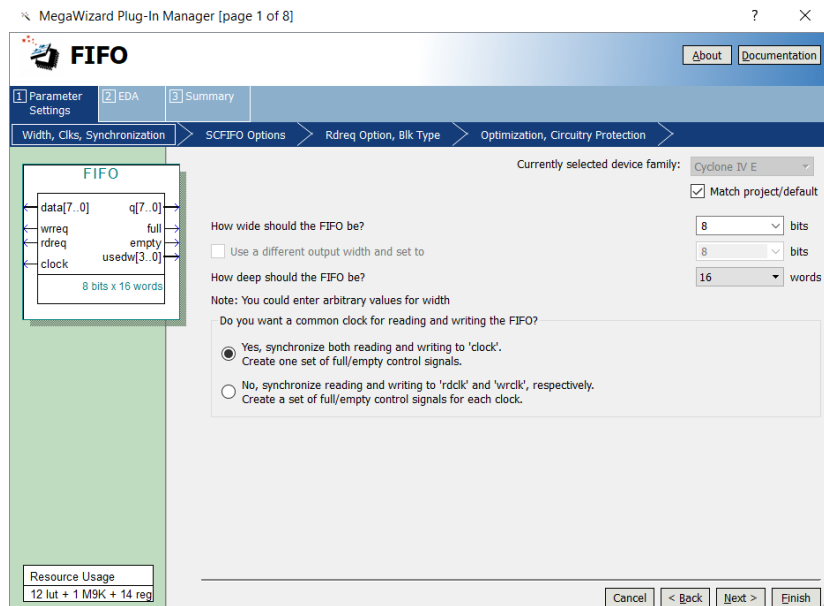 MegaWizard Plug-In Manager [page 1 of 8]
? ×
FIFO
About Documentation
1 Parameter Settings
2 EDA
3 Summary
Width, Clks, Synchronization
SCFIFO Options
Rdreq Option, Blk Type
Optimization, Circuitry Protection
FIFO
data[7..0] q[7..0]
wrreq full
rdreq empty
usedw[3..0]
clock
8 bits x 16 words
Currently selected device family: Cyclone IV E
Match project/default
How wide should the FIFO be? 8 bits
Use a different output width and set to 8 bits
How deep should the FIFO be? 16 words
Note: You could enter arbitrary values for width
Do you want a common clock for reading and writing the FIFO?
Yes, synchronize both reading and writing to 'clock'.
Create one set of full/empty control signals.
No, synchronize reading and writing to 'rdclk' and 'wrclk', respectively.
Create a set of full/empty control signals for each clock.
Resource Usage
12 lut + 1 M9K + 14 reg
Cancel < Back Next > Finish